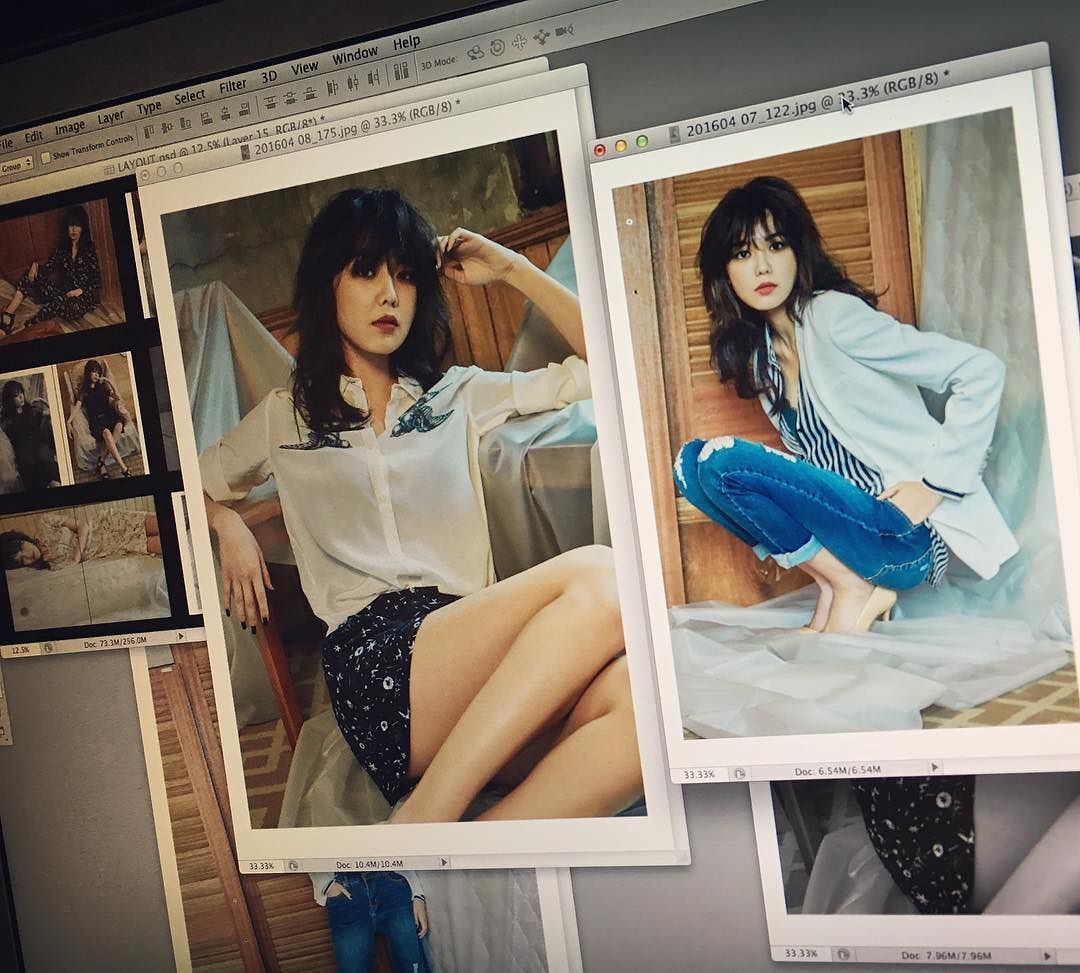 File Edit Image Layer Type Select Filter 3D View Window Help
Group Show Transform Controls 3D Mode:
LAYOUT.psd @ 12.5% (Layer 15, RGB/8*) *
201604 08_175.jpg @ 33.3% (RGB/8) *
201604 07_122.jpg @ 33.3% (RGB/8) *
12.5% Doc: 73.3M/256.0M
33.33% Doc: 10.4M/10.4M
33.33% Doc: 6.54M/6.54M
33.33% Doc: 7.96M/7.96M